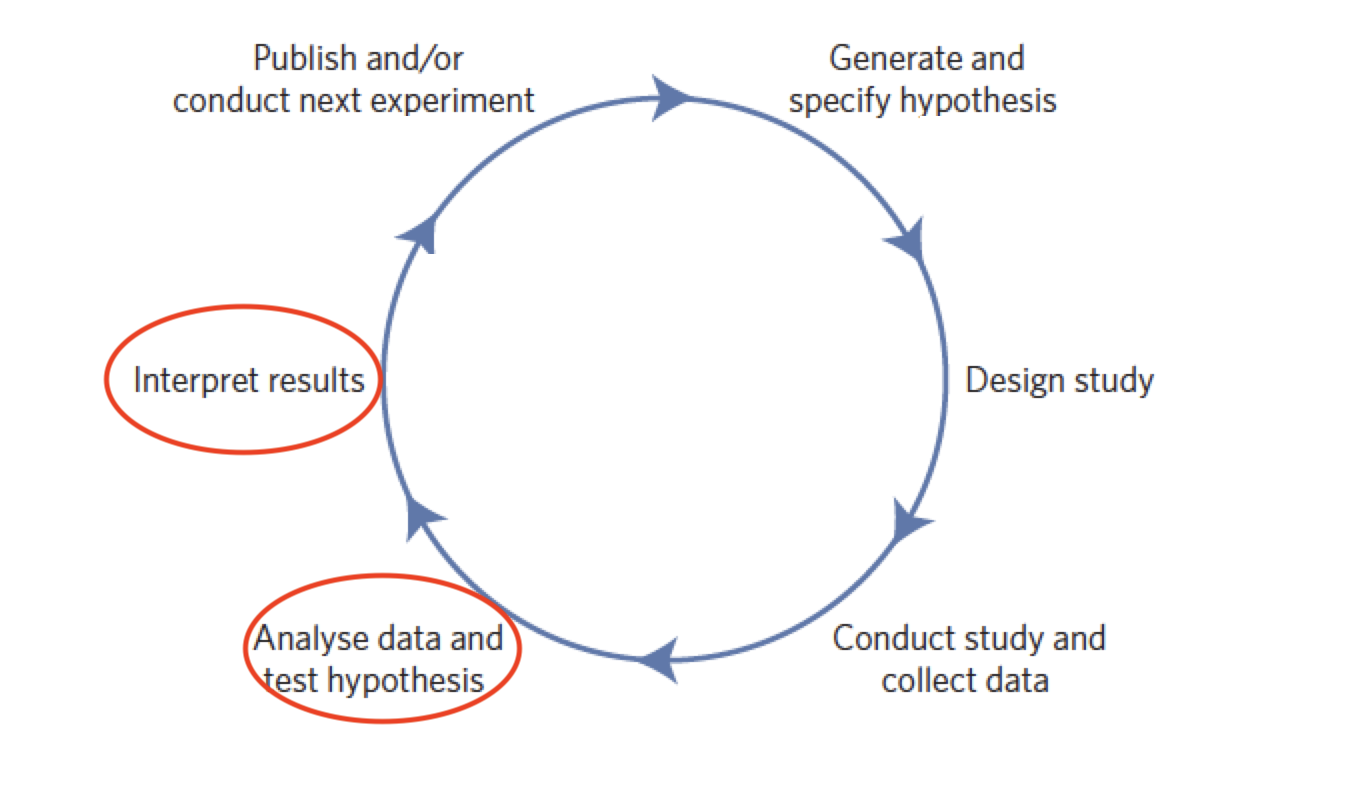 Publish and/or
conduct next experiment
Generate and
specify hypothesis
Interpret results
Design study
Analyse data and
test hypothesis
Conduct study and
collect data